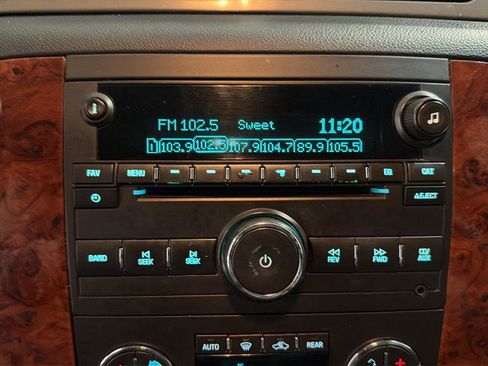 FM 102.5 Sweet 11:20
1 103.9 102.5 107.9 104.7 89.9 105.5
FAV MENU EQ CAT
EJECT
BAND SEEK SEEK REV FWD CD/AUX
AUTO REAR